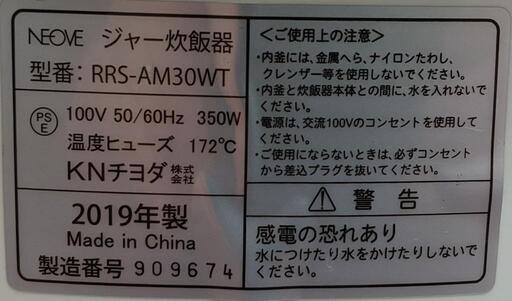 NEOVE ジャー炊飯器
型番：RRS-AM30WT
PS
E
100V 50/60Hz 350W
温度ヒューズ 172℃
KNチヨダ株式会社
2019年製
Made in China
製造番号 909674
＜ご使用上の注意＞
・内釜には、金属へら、ナイロンたわし、
クレンザー等を使用しないでください。
・内釜と炊飯器本体との間に、水を入れないで
ください。
・電源は、交流100Vのコンセントを使用して
ください。
・ご使用にならないときは、必ずコンセント
から差込プラグを抜いてください。
警告
感電の恐れあり
水につけたり水をかけたりしないで
ください。